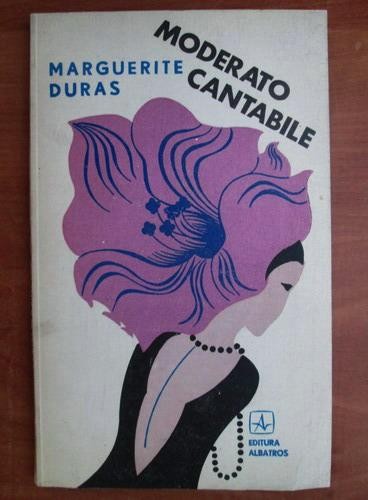 MARGUERITE
DURAS
MODERATO
CANTABILE
EDITURA
ALBATROS